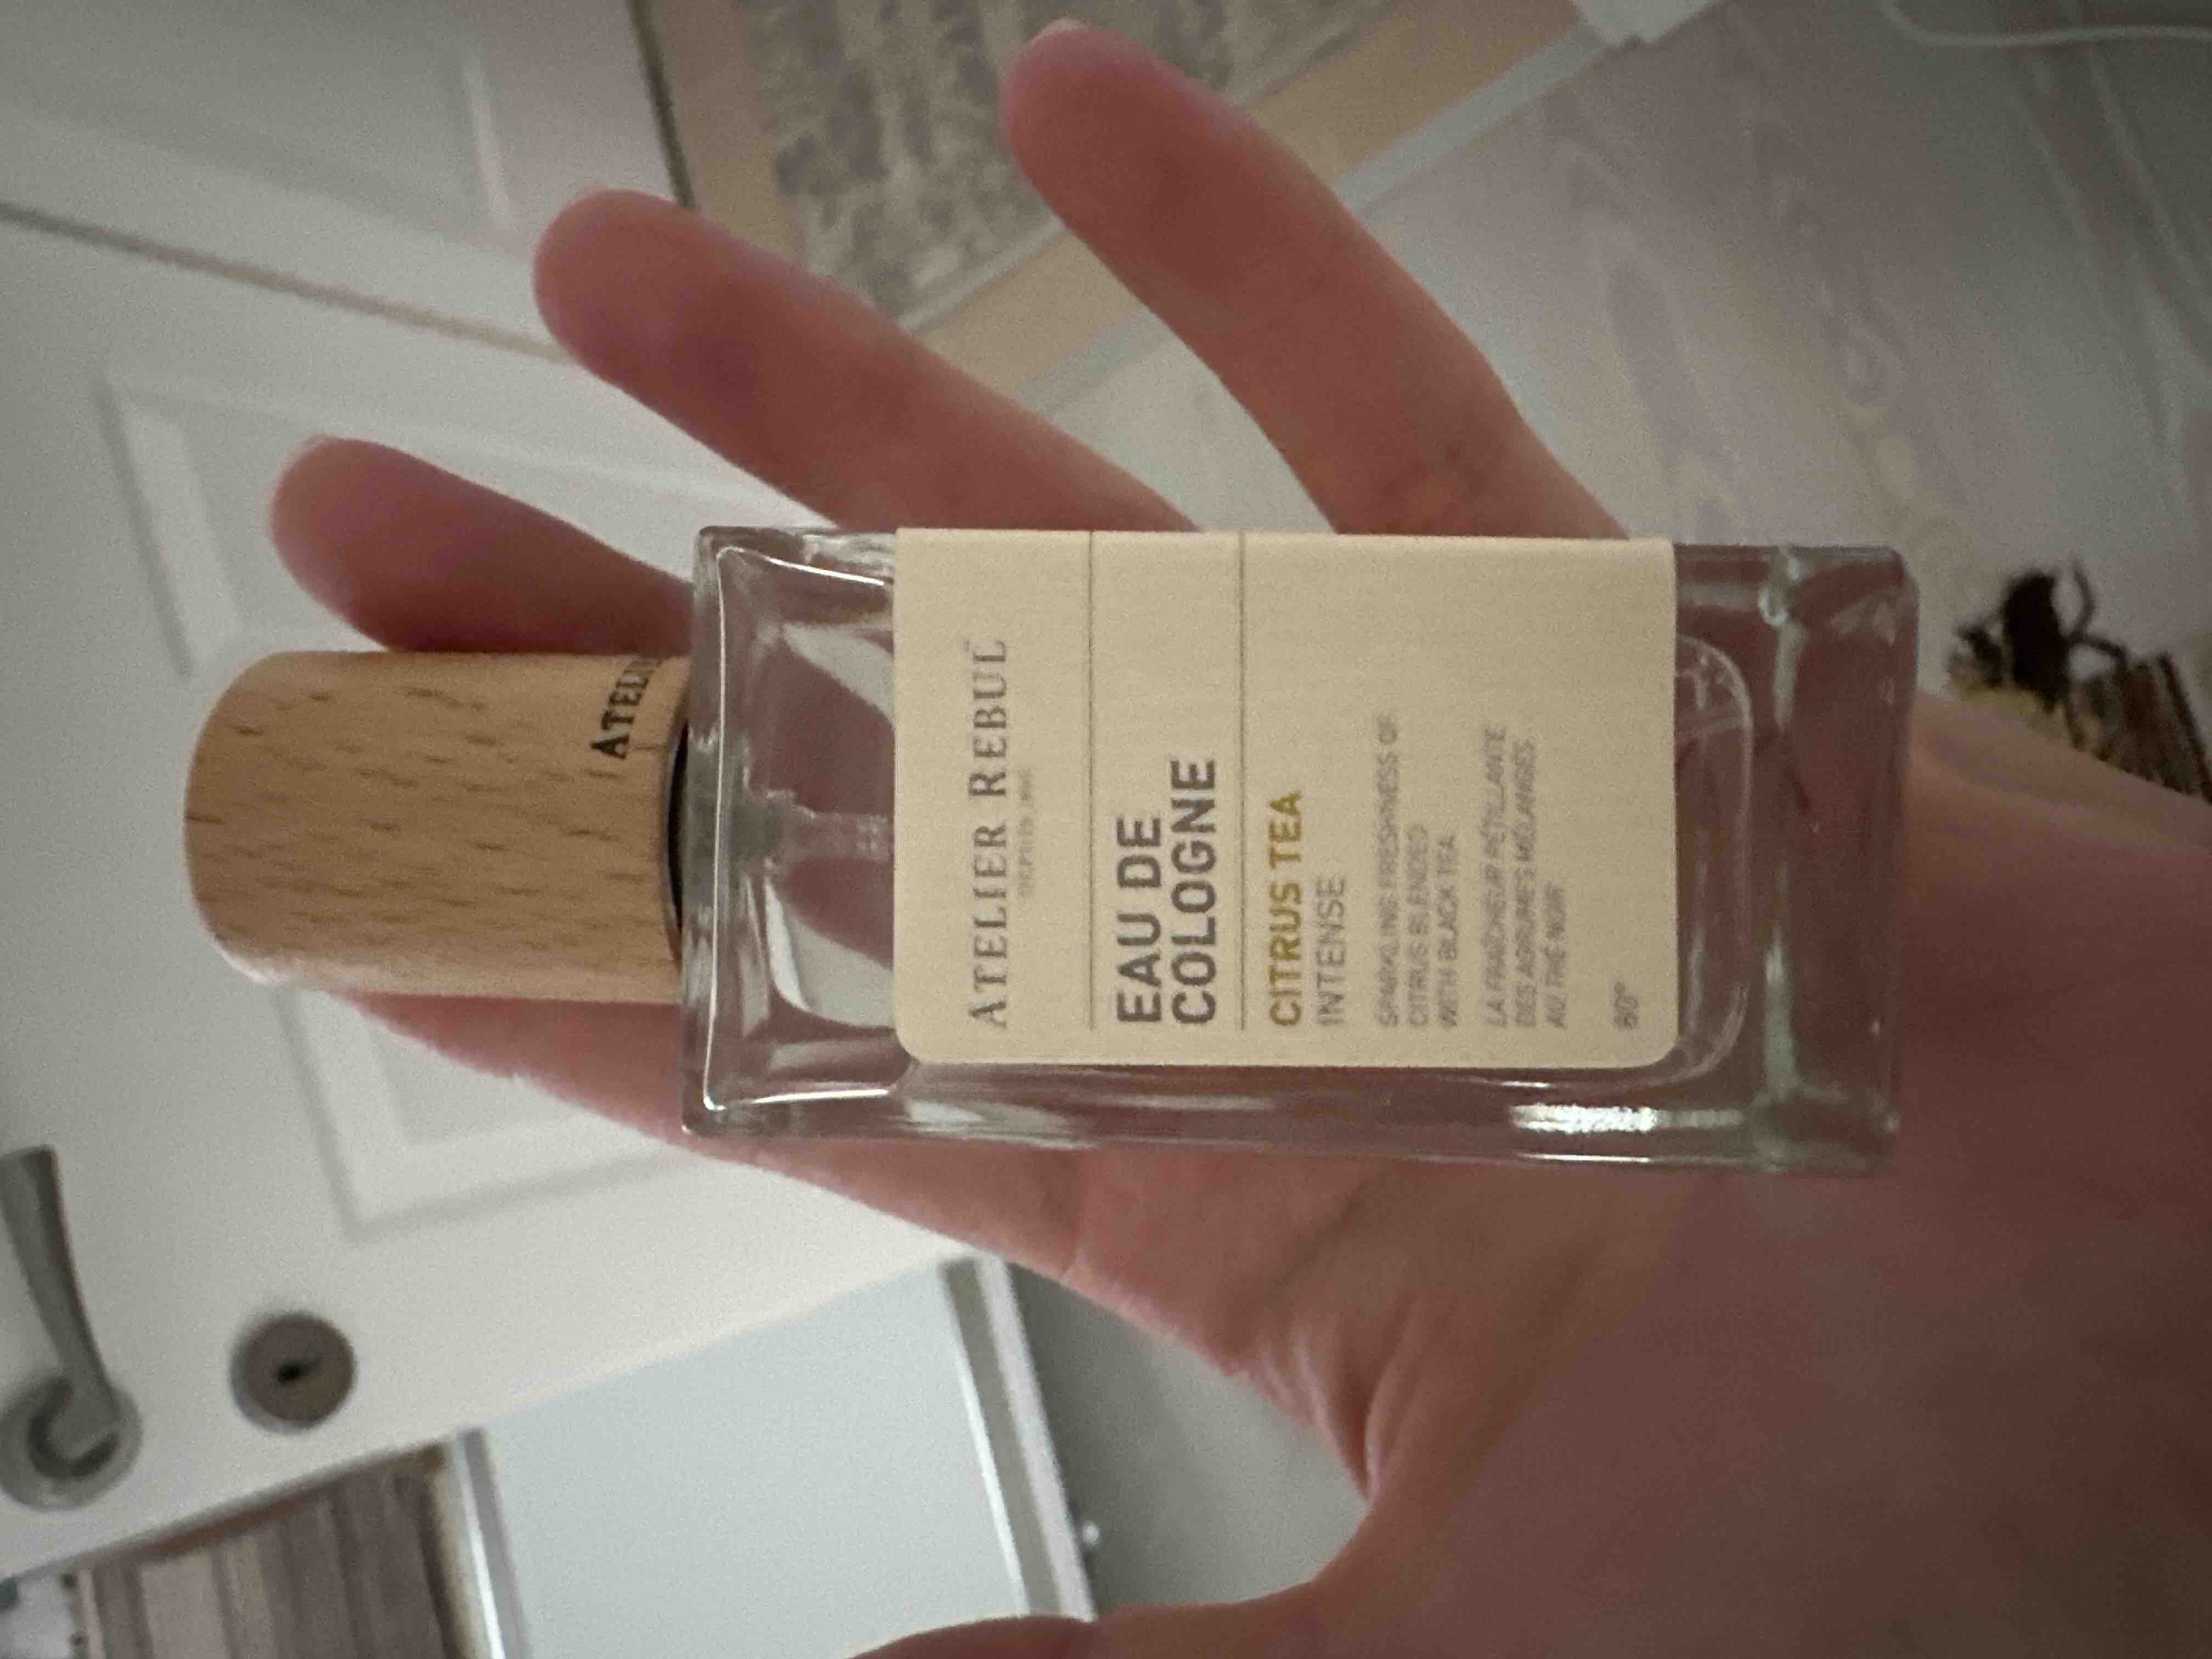 ATELIER REBUL
EAU DE
COLOGNE
CITRUS TEA
INTENSE
SPARKLING FRESHNESS OF
CITRUS BLENDED
WITH BLACK TEA
LA FRAÎCHEUR PÉTILLANTE
DES AGRUMES MÉLANGÉS
AU THÉ NOIR
80°